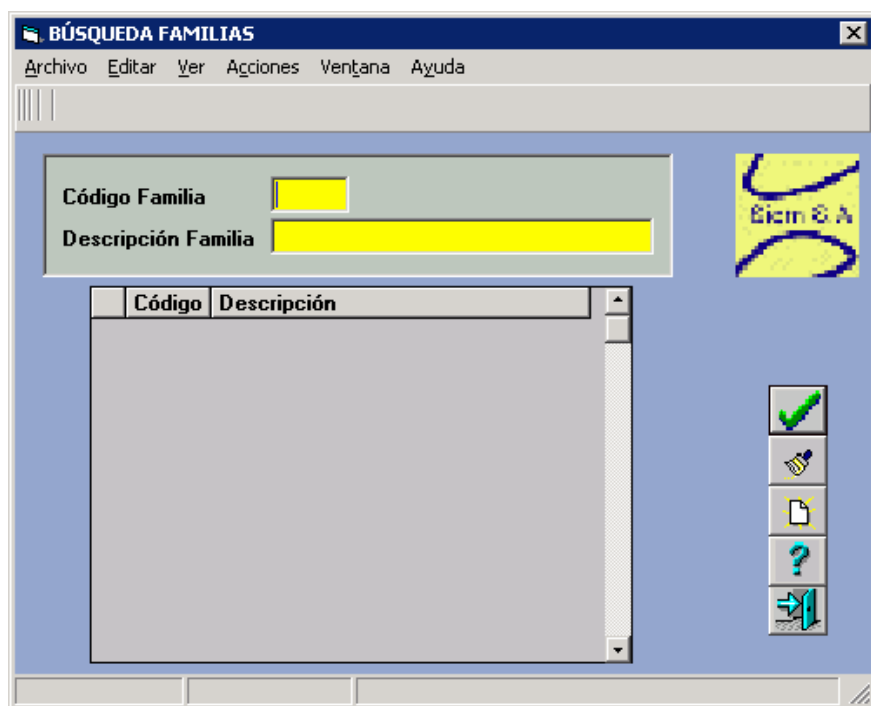 BÚSQUEDA FAMILIAS
Archivo Editar Ver Acciones Ventana Ayuda
Código Familia
Descripción Familia
Código Descripción